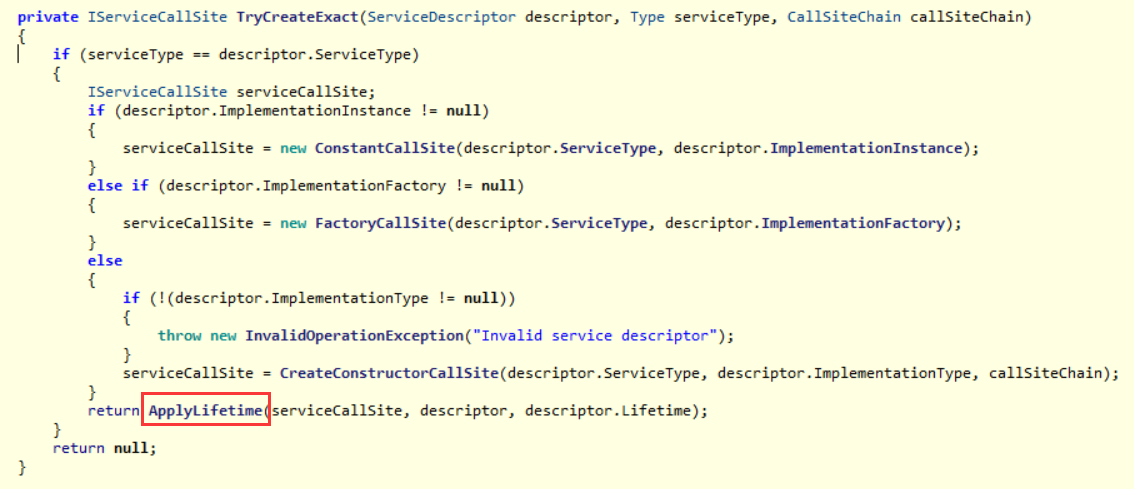 private IServiceCallSite TryCreateExact(ServiceDescriptor descriptor, Type serviceType, CallSiteChain callSiteChain)
{
    if (serviceType == descriptor.ServiceType)
    {
        IServiceCallSite serviceCallSite;
        if (descriptor.ImplementationInstance != null)
        {
            serviceCallSite = new ConstantCallSite(descriptor.ServiceType, descriptor.ImplementationInstance);
        }
        else if (descriptor.ImplementationFactory != null)
        {
            serviceCallSite = new FactoryCallSite(descriptor.ServiceType, descriptor.ImplementationFactory);
        }
        else
        {
            if (!(descriptor.ImplementationType != null))
            {
                throw new InvalidOperationException("Invalid service descriptor");
            }
            serviceCallSite = CreateConstructorCallSite(descriptor.ServiceType, descriptor.ImplementationType, callSiteChain);
        }
        return ApplyLifetime(serviceCallSite, descriptor, descriptor.Lifetime);
    }
    return null;
}